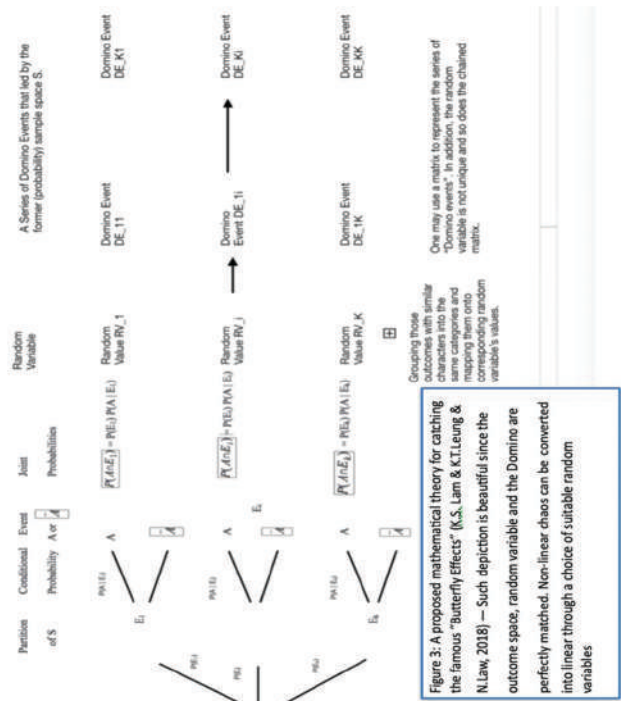 Partition
of S
Conditional
Probability
Event
A or Ā
Joint
Probabilities
Random
Variable
A Series of Domino Events that led by the
former (probability) sample space S.
P(E₁)
E₁
P(A | E₁)
A
Ā
P(A∩E₁) = P(E₁) P(A | E₁)
Random
Value RV_1
Domino Event
DE_11
Domino Event
DE_K1
P(A | Eᵢ)
A
Ā
Random
Value RV_i
Domino
Event DE_1i
Domino Event
DE_Ki
Eₖ
P(A | Eₖ)
A
Ā
P(A∩Eₖ) = P(Eₖ) P(A | Eₖ)
Random
Value RV_K
Domino Event
DE_1K
Domino Event
DE_KK
Grouping those
outcomes with similar
characters into the
same categories and
mapping them onto
corresponding random
variable's values.
One may use a matrix to represent the series of
"Domino events". In addition, the random
variable is not unique and so does the chained
matrix.
Figure 3: A proposed mathematical theory for catching
the famous "Butterfly Effects" (K.S. Lam & K.T.Leung &
N.Law, 2018) — Such depiction is beautiful since the
outcome space, random variable and the Domino are
perfectly matched. Non-linear chaos can be converted
into linear through a choice of suitable random
variables